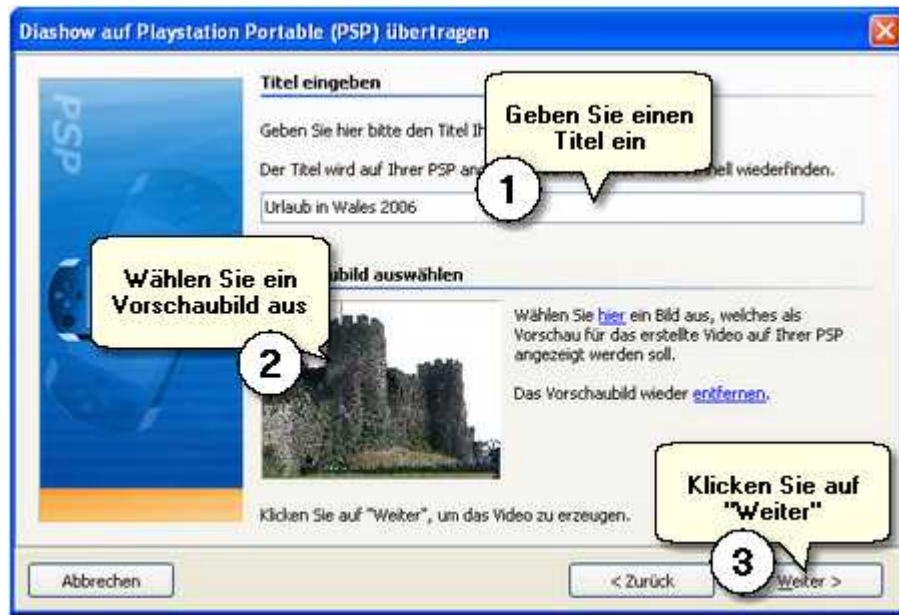 Diashow auf Playstation Portable (PSP) übertragen
PSP
Titel eingeben
Geben Sie einen
Titel ein
Geben Sie hier bitte den Titel
Der Titel wird auf Ihrer PSP
wiederfinden.
1
Urlaub in Wales 2006
Wählen Sie ein
Vorschaubild aus
2
auswählen
Wählen Sie hier ein Bild aus, welches als
Vorschau für das erstellte Video auf Ihrer PSP
angezeigt werden soll.
Das Vorschaubild wieder entfernen.
Klicken Sie auf
"Weiter"
3
Klicken Sie auf "Weiter", um das Video zu erzeugen.
Abbrechen
< Zurück
Weiter >